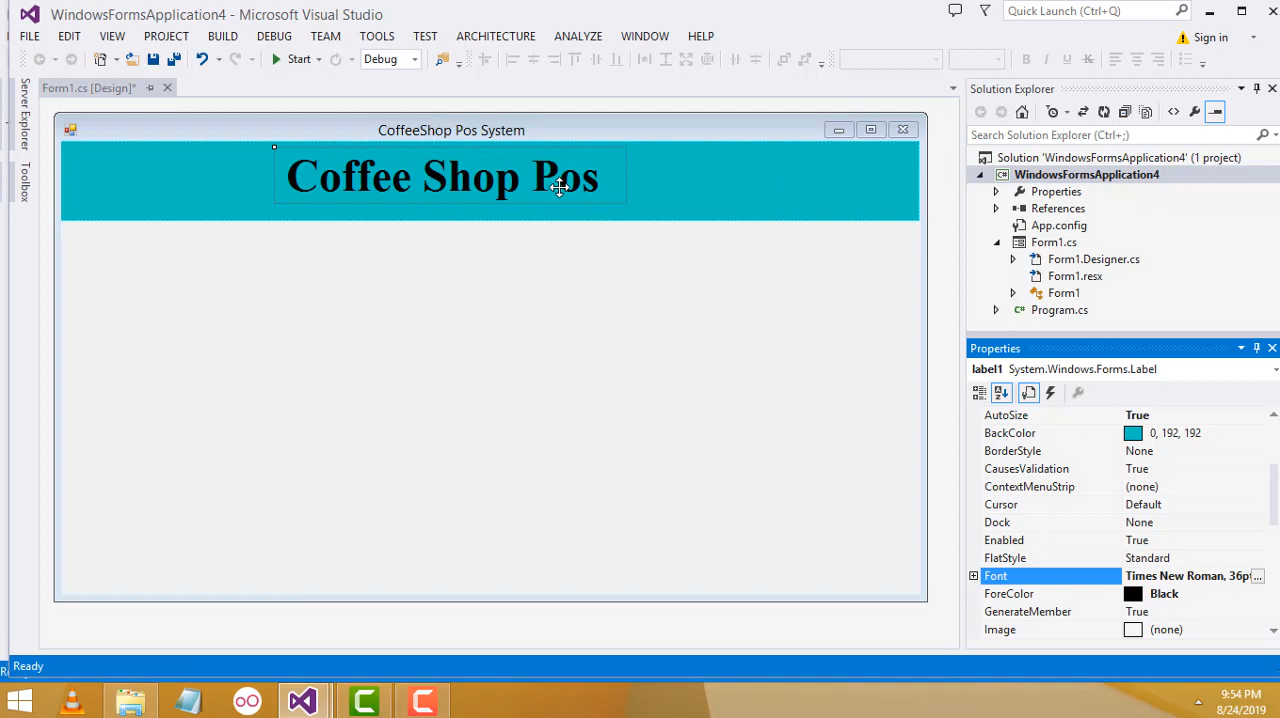 WindowsFormsApplication4 - Microsoft Visual Studio
Quick Launch (Ctrl+Q)
FILE EDIT VIEW PROJECT BUILD DEBUG TEAM TOOLS TEST ARCHITECTURE ANALYZE WINDOW HELP
Sign in
Start Debug
Form1.cs [Design]*
Server Explorer
Toolbox
CoffeeShop Pos System
Coffee Shop Pos
Solution Explorer
Search Solution Explorer (Ctrl+;)
Solution 'WindowsFormsApplication4' (1 project)
WindowsFormsApplication4
Properties
References
App.config
Form1.cs
Form1.Designer.cs
Form1.resx
Form1
Program.cs
Properties
label1 System.Windows.Forms.Label
AutoSize True
BackColor 0, 192, 192
BorderStyle None
CausesValidation True
ContextMenuStrip (none)
Cursor Default
Dock None
Enabled True
FlatStyle Standard
Font Times New Roman, 36pt ...
ForeColor Black
GenerateMember True
Image (none)
Ready
9:54 PM
8/24/2019